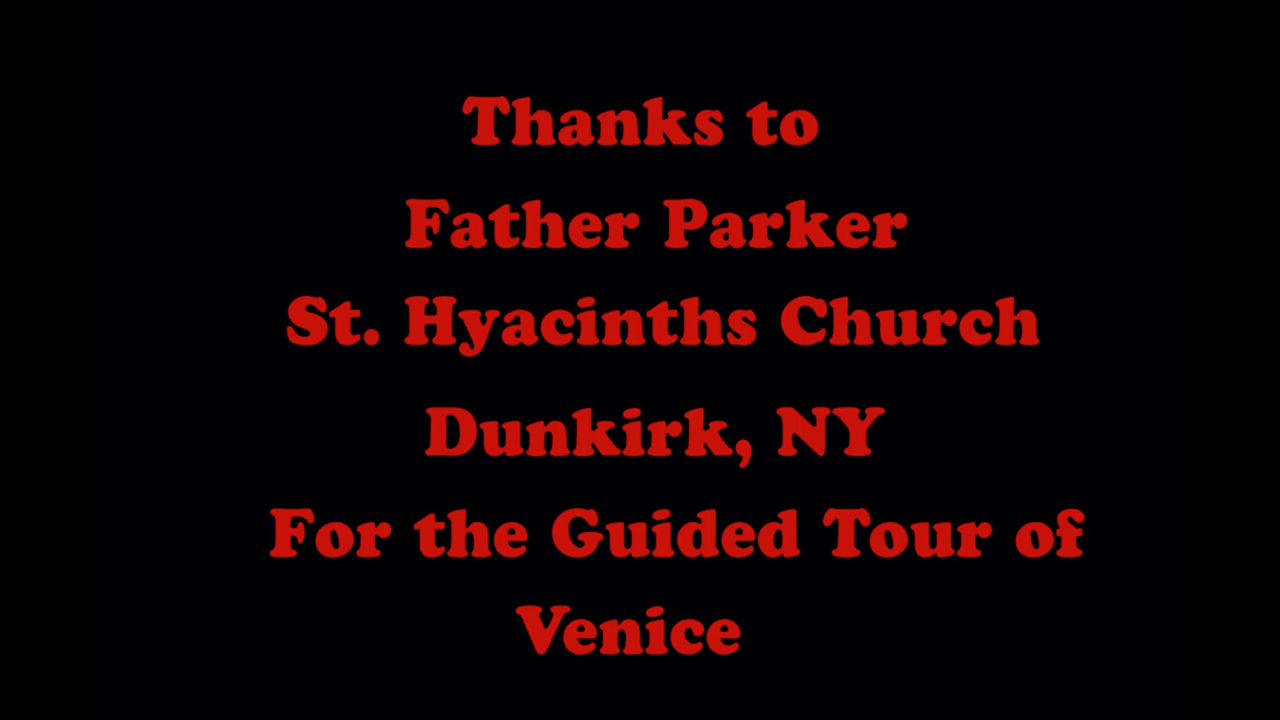 Thanks to
Father Parker
St. Hyacinths Church
Dunkirk, NY
For the Guided Tour of
Venice